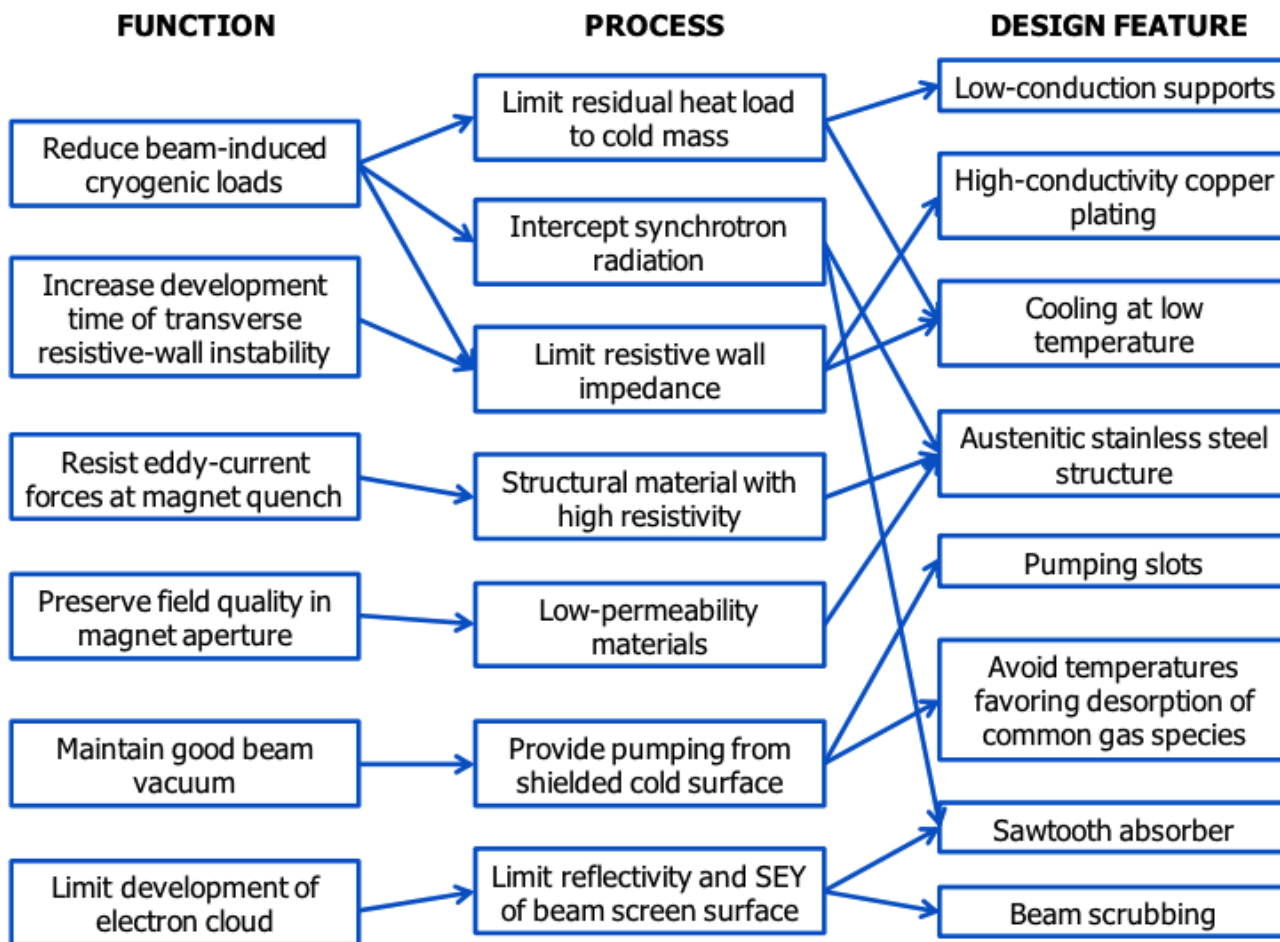 FUNCTION
PROCESS
DESIGN FEATURE
Reduce beam-induced
cryogenic loads
Increase development
time of transverse
resistive-wall instability
Resist eddy-current
forces at magnet quench
Preserve field quality in
magnet aperture
Maintain good beam
vacuum
Limit development of
electron cloud
Limit residual heat load
to cold mass
Intercept synchrotron
radiation
Limit resistive wall
impedance
Structural material with
high resistivity
Low-permeability
materials
Provide pumping from
shielded cold surface
Limit reflectivity and SEY
of beam screen surface
Low-conduction supports
High-conductivity copper
plating
Cooling at low
temperature
Austenitic stainless steel
structure
Pumping slots
Avoid temperatures
favoring desorption of
common gas species
Sawtooth absorber
Beam scrubbing